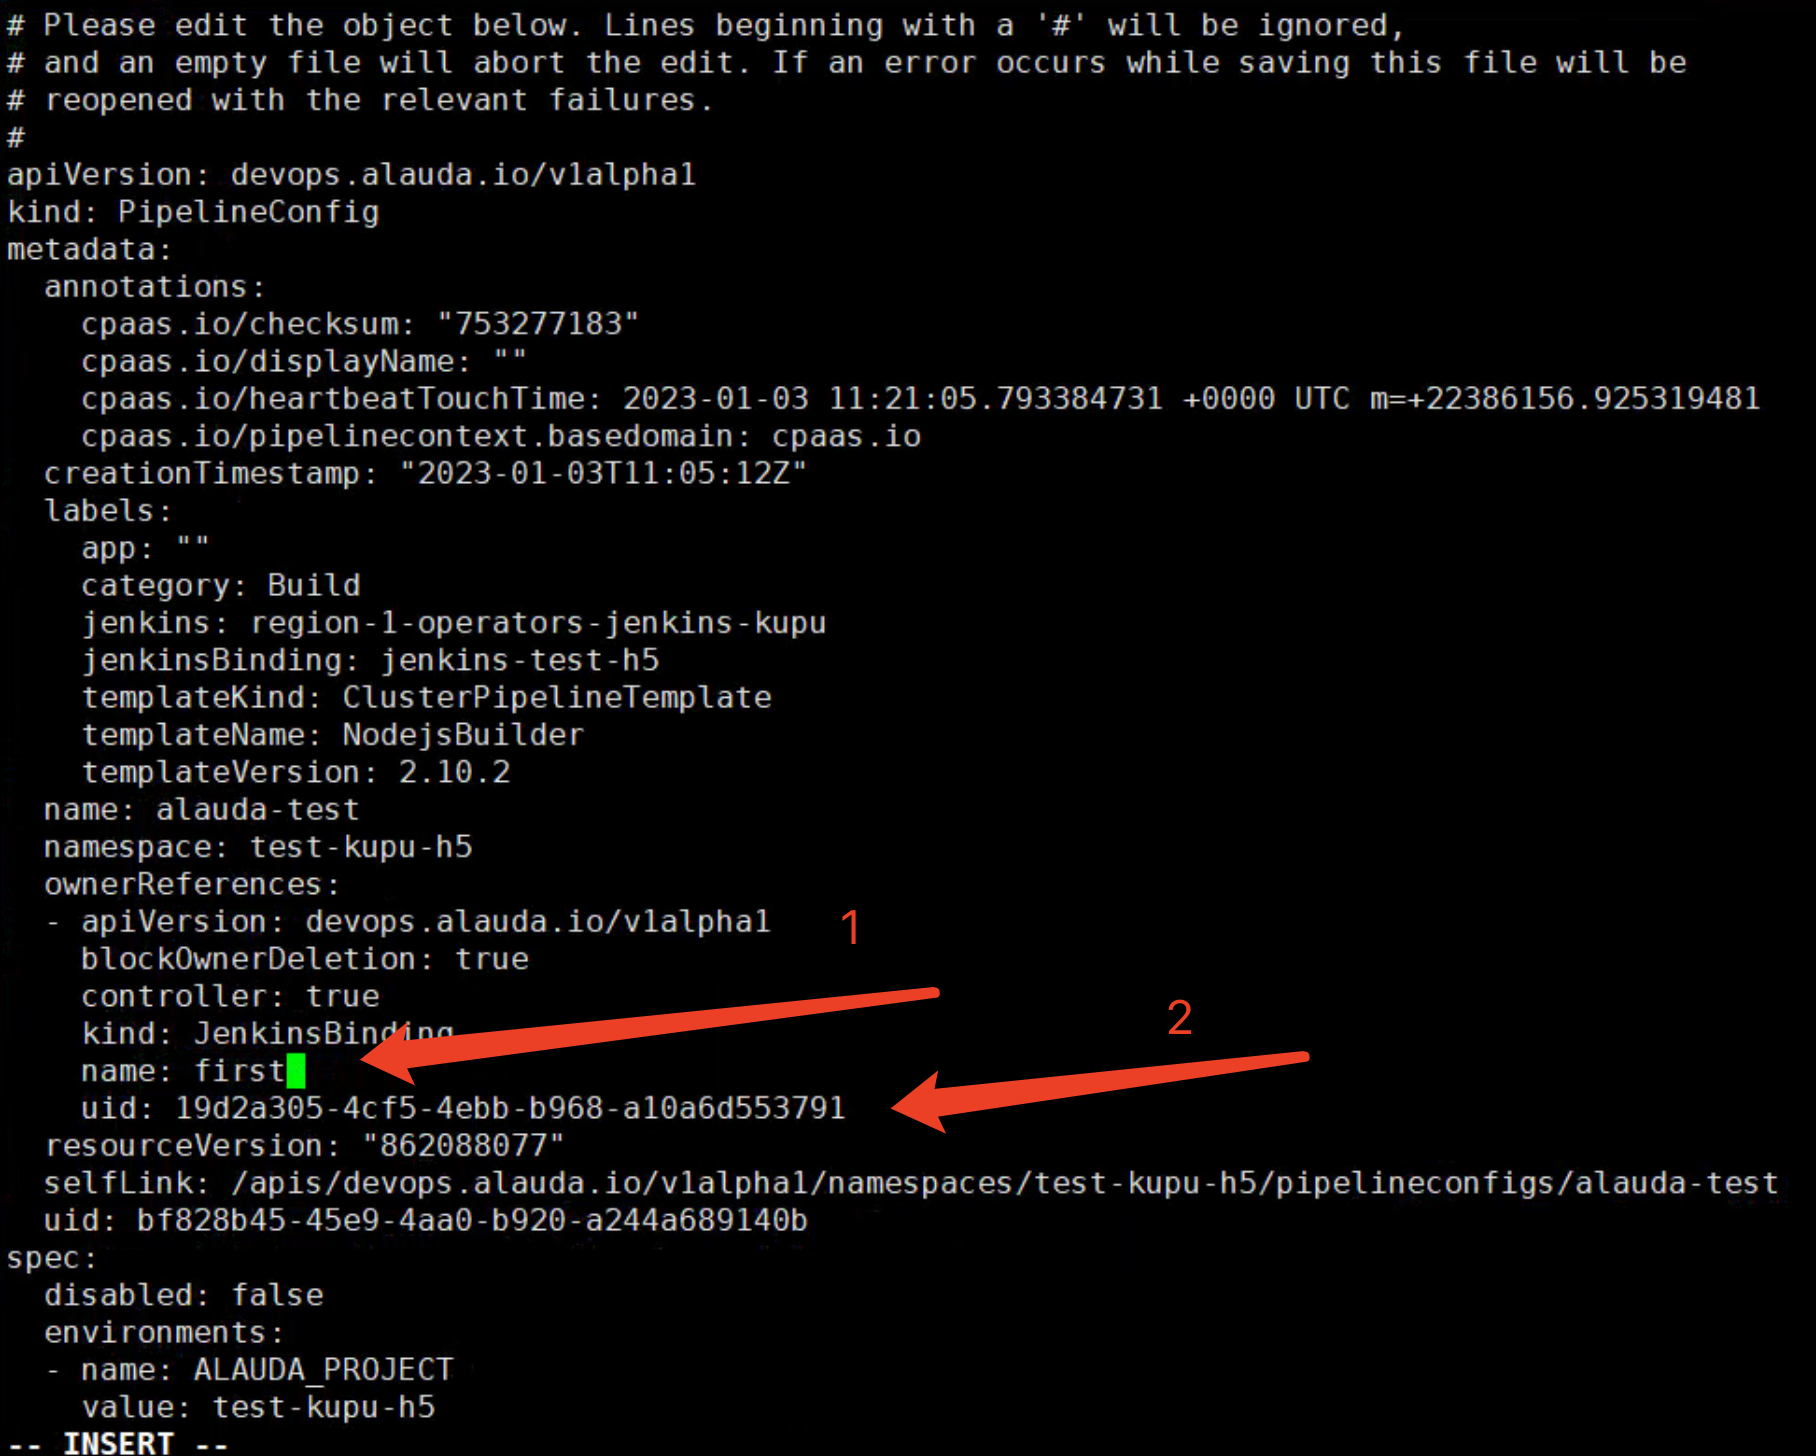 # Please edit the object below. Lines beginning with a '#' will be ignored,
# and an empty file will abort the edit. If an error occurs while saving this file will be
# reopened with the relevant failures.
#
apiVersion: devops.alauda.io/v1alpha1
kind: PipelineConfig
metadata:
  annotations:
    cpaas.io/checksum: "753277183"
    cpaas.io/displayName: ""
    cpaas.io/heartbeatTouchTime: 2023-01-03 11:21:05.793384731 +0000 UTC m=+22386156.925319481
    cpaas.io/pipelinecontext.basedomain: cpaas.io
  creationTimestamp: "2023-01-03T11:05:12Z"
  labels:
    app: ""
    category: Build
    jenkins: region-1-operators-jenkins-kupu
    jenkinsBinding: jenkins-test-h5
    templateKind: ClusterPipelineTemplate
    templateName: NodejsBuilder
    templateVersion: 2.10.2
  name: alauda-test
  namespace: test-kupu-h5
  ownerReferences:
  - apiVersion: devops.alauda.io/v1alpha1
1
    blockOwnerDeletion: true
    controller: true
2
    kind: JenkinsBinding
    name: first
    uid: 19d2a305-4cf5-4ebb-b968-a10a6d553791
  resourceVersion: "862088077"
  selfLink: /apis/devops.alauda.io/v1alpha1/namespaces/test-kupu-h5/pipelineconfigs/alauda-test
  uid: bf828b45-45e9-4aa0-b920-a244a689140b
spec:
  disabled: false
  environments:
  - name: ALAUDA_PROJECT
    value: test-kupu-h5
-- INSERT --